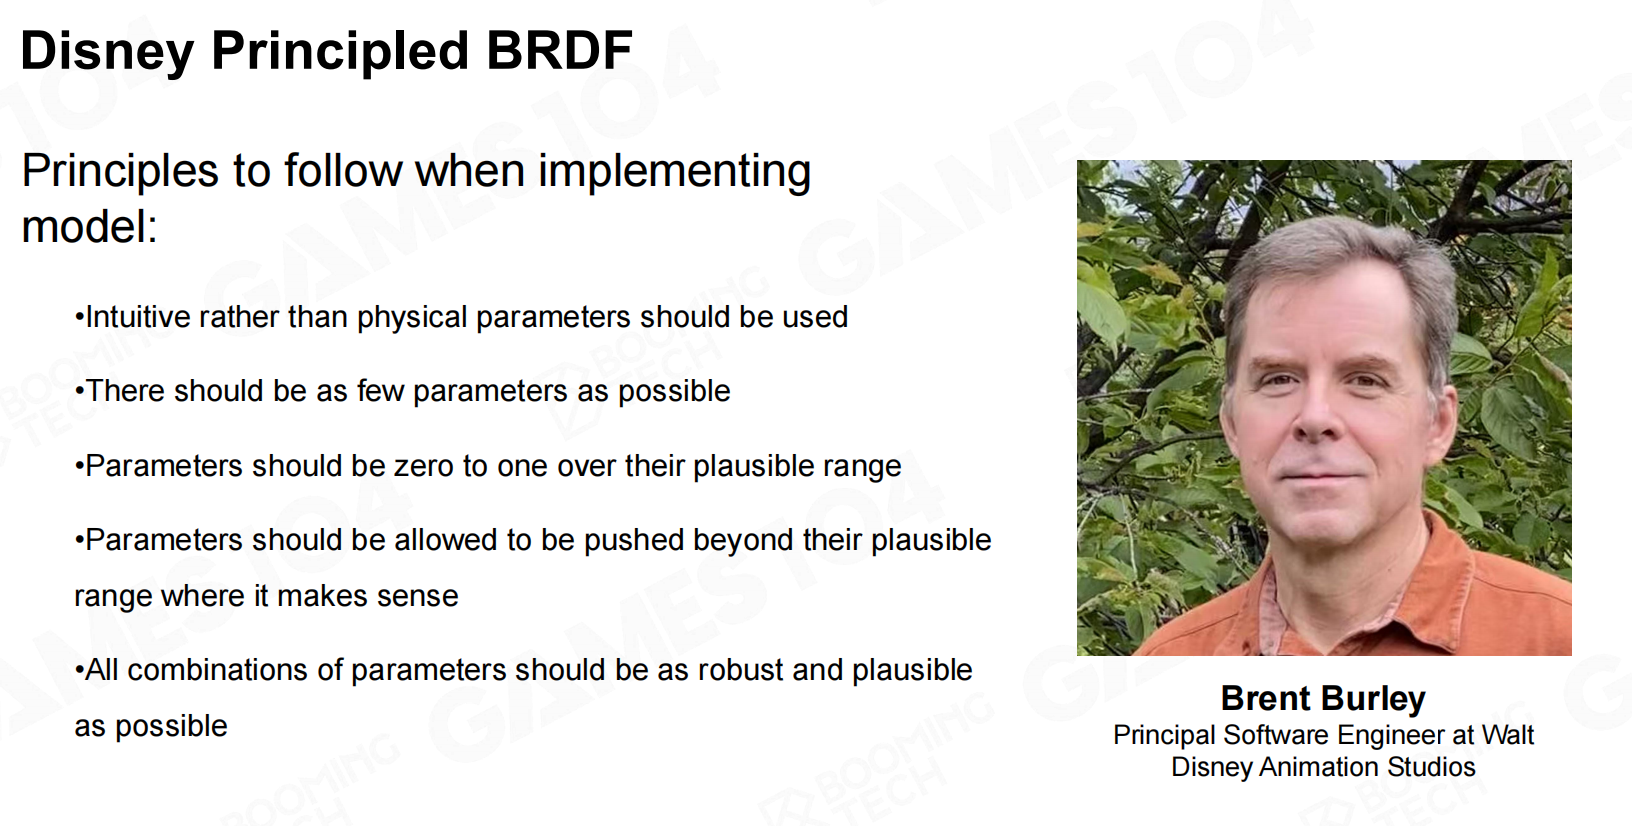 Disney Principled BRDF
Principles to follow when implementing
model:
•Intuitive rather than physical parameters should be used
•There should be as few parameters as possible
•Parameters should be zero to one over their plausible range
•Parameters should be allowed to be pushed beyond their plausible
range where it makes sense
•All combinations of parameters should be as robust and plausible
as possible
Brent Burley
Principal Software Engineer at Walt
Disney Animation Studios
GAMES104
BOOMING
TECH